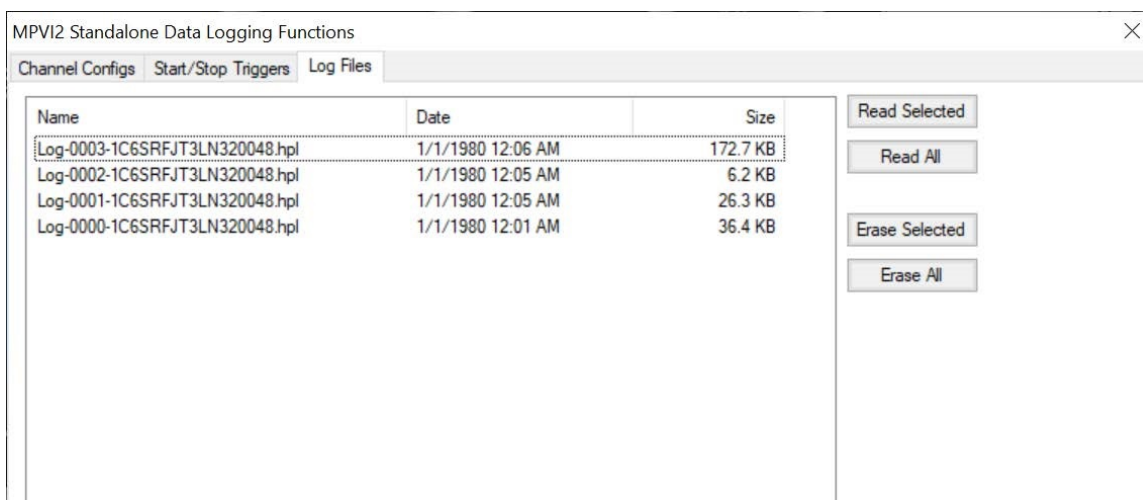 MPVI2 Standalone Data Logging Functions
Channel Configs Start/Stop Triggers Log Files
Name Date Size
Log-0003-1C6SRFJT3LN320048.hpl 1/1/1980 12:06 AM 172.7 KB
Log-0002-1C6SRFJT3LN320048.hpl 1/1/1980 12:05 AM 6.2 KB
Log-0001-1C6SRFJT3LN320048.hpl 1/1/1980 12:05 AM 26.3 KB
Log-0000-1C6SRFJT3LN320048.hpl 1/1/1980 12:01 AM 36.4 KB
Read Selected
Read All
Erase Selected
Erase All